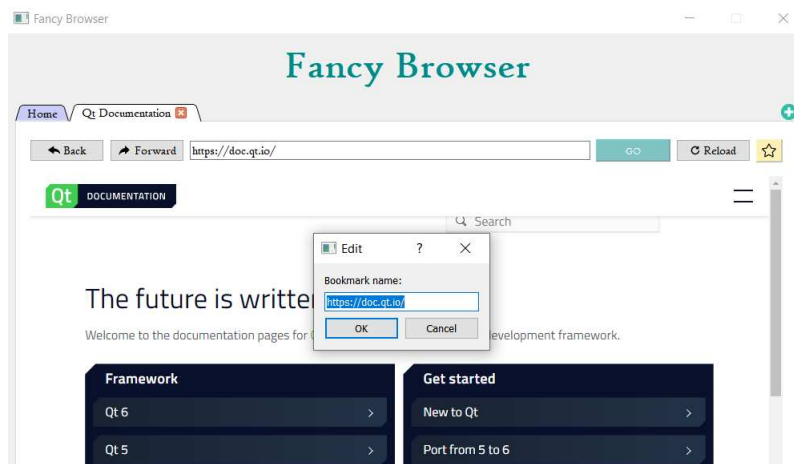 Fancy Browser
Fancy Browser
Home Qt Documentation
Back Forward https://doc.qt.io/ GO Reload
Qt DOCUMENTATION
Search
Edit ?
Bookmark name:
https://doc.qt.io/
OK Cancel
The future is writte
Welcome to the documentation pages for evelopment framework.
Framework Get started
Qt 6 New to Qt
Qt 5 Port from 5 to 6